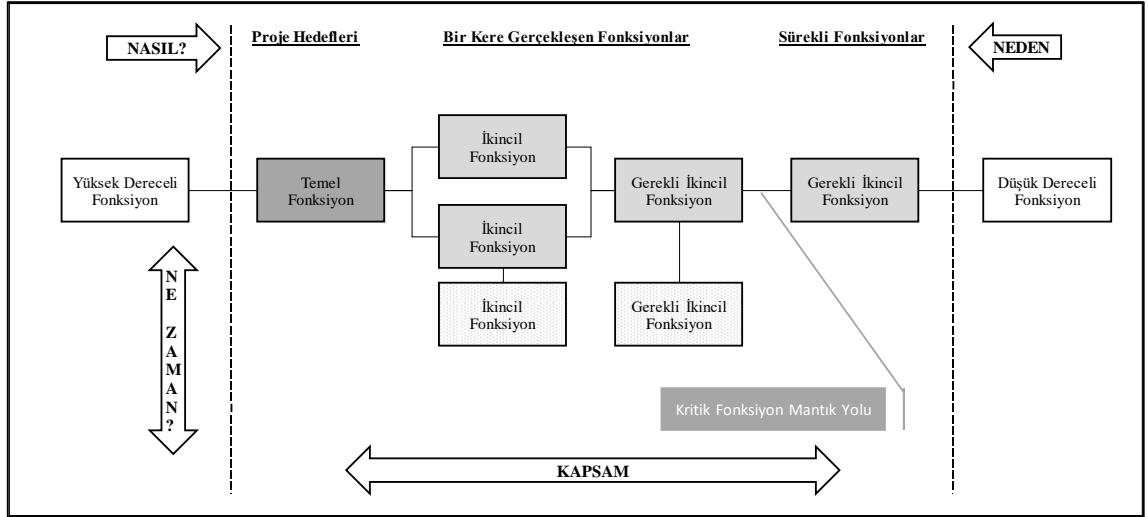 NASIL?
Proje Hedefleri
Bir Kere Gerçekleşen Fonksiyonlar
Sürekli Fonksiyonlar
NEDEN
Yüksek Dereceli
Fonksiyon
Temel
Fonksiyon
İkincil
Fonksiyon
İkincil
Fonksiyon
İkincil
Fonksiyon
Gerekli İkincil
Fonksiyon
Gerekli İkincil
Fonksiyon
Gerekli İkincil
Fonksiyon
Düşük Dereceli
Fonksiyon
NE ZAMAN?
Kritik Fonksiyon Mantık Yolu
KAPSAM